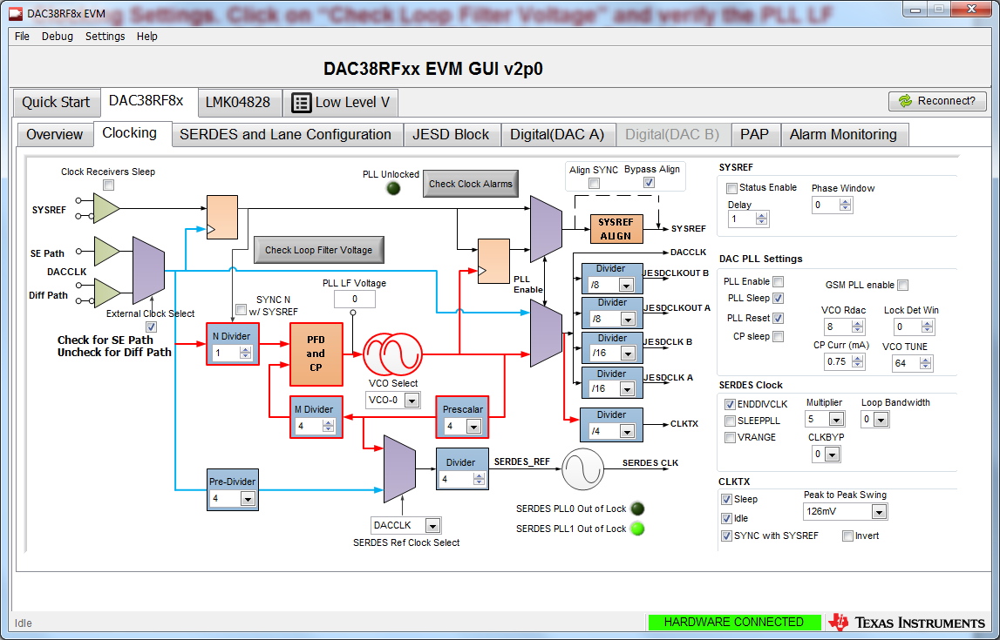 g Settings. Click on “Check Loop Filter Voltage” and verify the PLL LF
DAC38RF8x EVM
File Debug Settings Help
DAC38RFxx EVM GUI v2p0
Quick Start DAC38RF8x LMK04828 Low Level V
Reconnect?
Overview Clocking SERDES and Lane Configuration JESD Block Digital(DAC A) Digital(DAC B) PAP Alarm Monitoring
Clock Receivers Sleep
SYSREF
SE Path
DACCLK
Diff Path
External Clock Select
Check for SE Path
Uncheck for Diff Path
PLL Unlocked
Check Clock Alarms
Check Loop Filter Voltage
PLL LF Voltage
0
SYNC N
w/ SYSREF
N Divider
1
PFD
and
CP
VCO Select
VCO-0
M Divider
4
Prescalar
4
Pre-Divider
4
DACCLK
SERDES Ref Clock Select
Divider
4
SERDES_REF
SERDES CLK
SERDES PLL0 Out of Lock
SERDES PLL1 Out of Lock
PLL
Enable
Align SYNC Bypass Align
SYSREF
ALIGN
SYSREF
DACCLK
Divider
/8
JESDCLKOUT B
Divider
/8
JESDCLKOUT A
Divider
/16
JESDCLK B
Divider
/16
JESDCLK A
Divider
/4
CLKTX
SYSREF
Status Enable Phase Window
0
Delay
1
DAC PLL Settings
PLL Enable
GSM PLL enable
PLL Sleep
PLL Reset
CP sleep
VCO Rdac Lock Det Win
8 0
CP Curr (mA) VCO TUNE
0.75 64
SERDES Clock
ENDDIVCLK
SLEEPPLL
VRANGE
Multiplier Loop Bandwidth
5 0
CLKBYP
0
CLKTX
Sleep
Idle
SYNC with SYSREF
Peak to Peak Swing
126mV
Invert
Idle
HARDWARE CONNECTED
TEXAS INSTRUMENTS